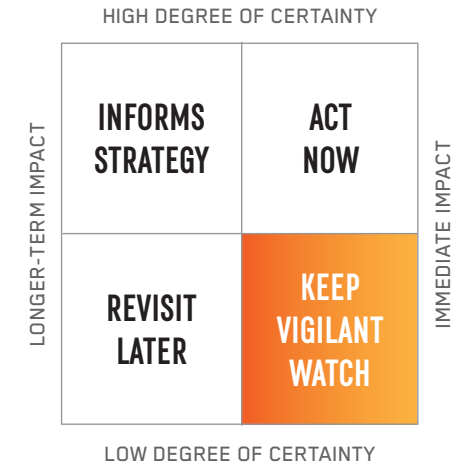 HIGH DEGREE OF CERTAINTY
LONGER-TERM IMPACT
INFORMS
STRATEGY
ACT
NOW
IMMEDIATE IMPACT
REVISIT
LATER
KEEP
VIGILANT
WATCH
LOW DEGREE OF CERTAINTY